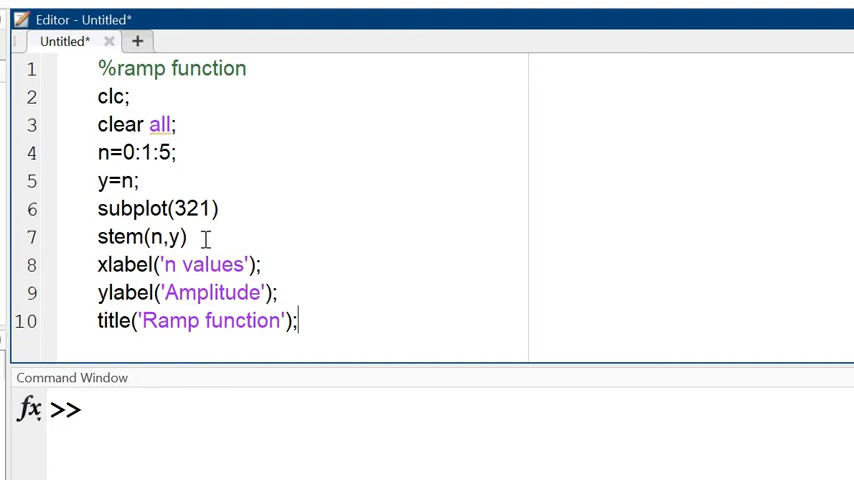 Editor - Untitled*
Untitled* × +
1 %ramp function
2 clc;
3 clear all;
4 n=0:1:5;
5 y=n;
6 subplot(321)
7 stem(n,y)
8 xlabel('n values');
9 ylabel('Amplitude');
10 title('Ramp function');
Command Window
fx >>